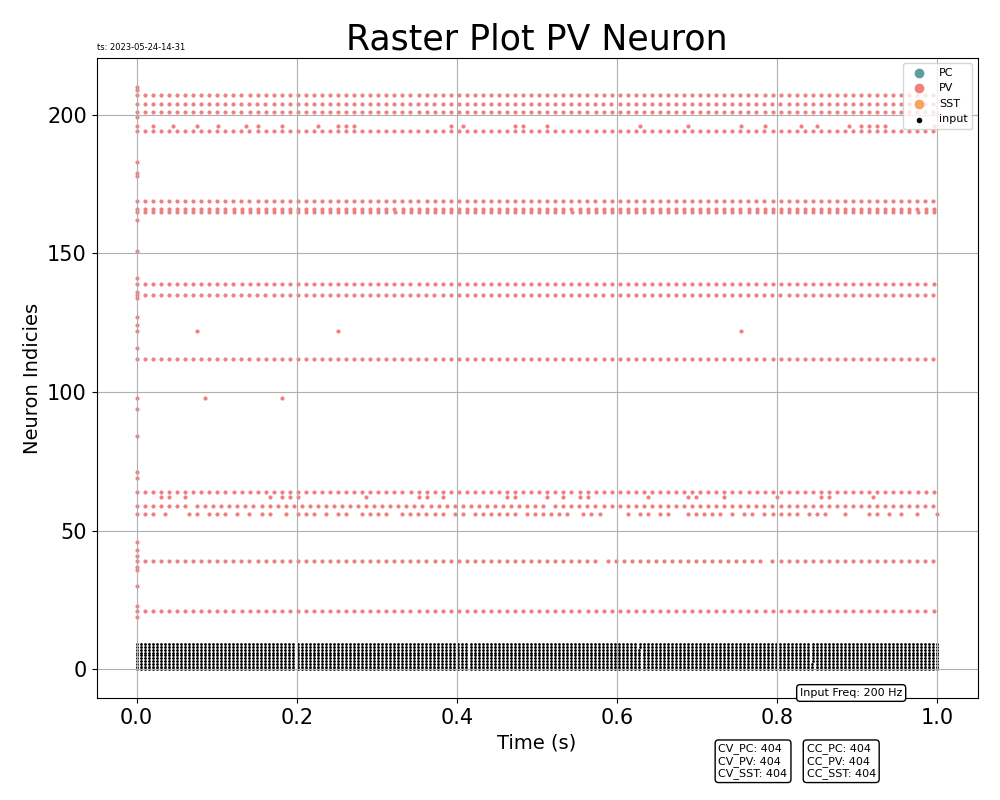 Raster Plot PV Neuron
ts: 2023-05-24-14-31
PC
PV
SST
input
200
150
100
50
0
Neuron Indicies
Input Freq: 200 Hz
0.0 0.2 0.4 0.6 0.8 1.0
Time (s)
CV_PC: 404
CV_PV: 404
CV_SST: 404
CC_PC: 404
CC_PV: 404
CC_SST: 404